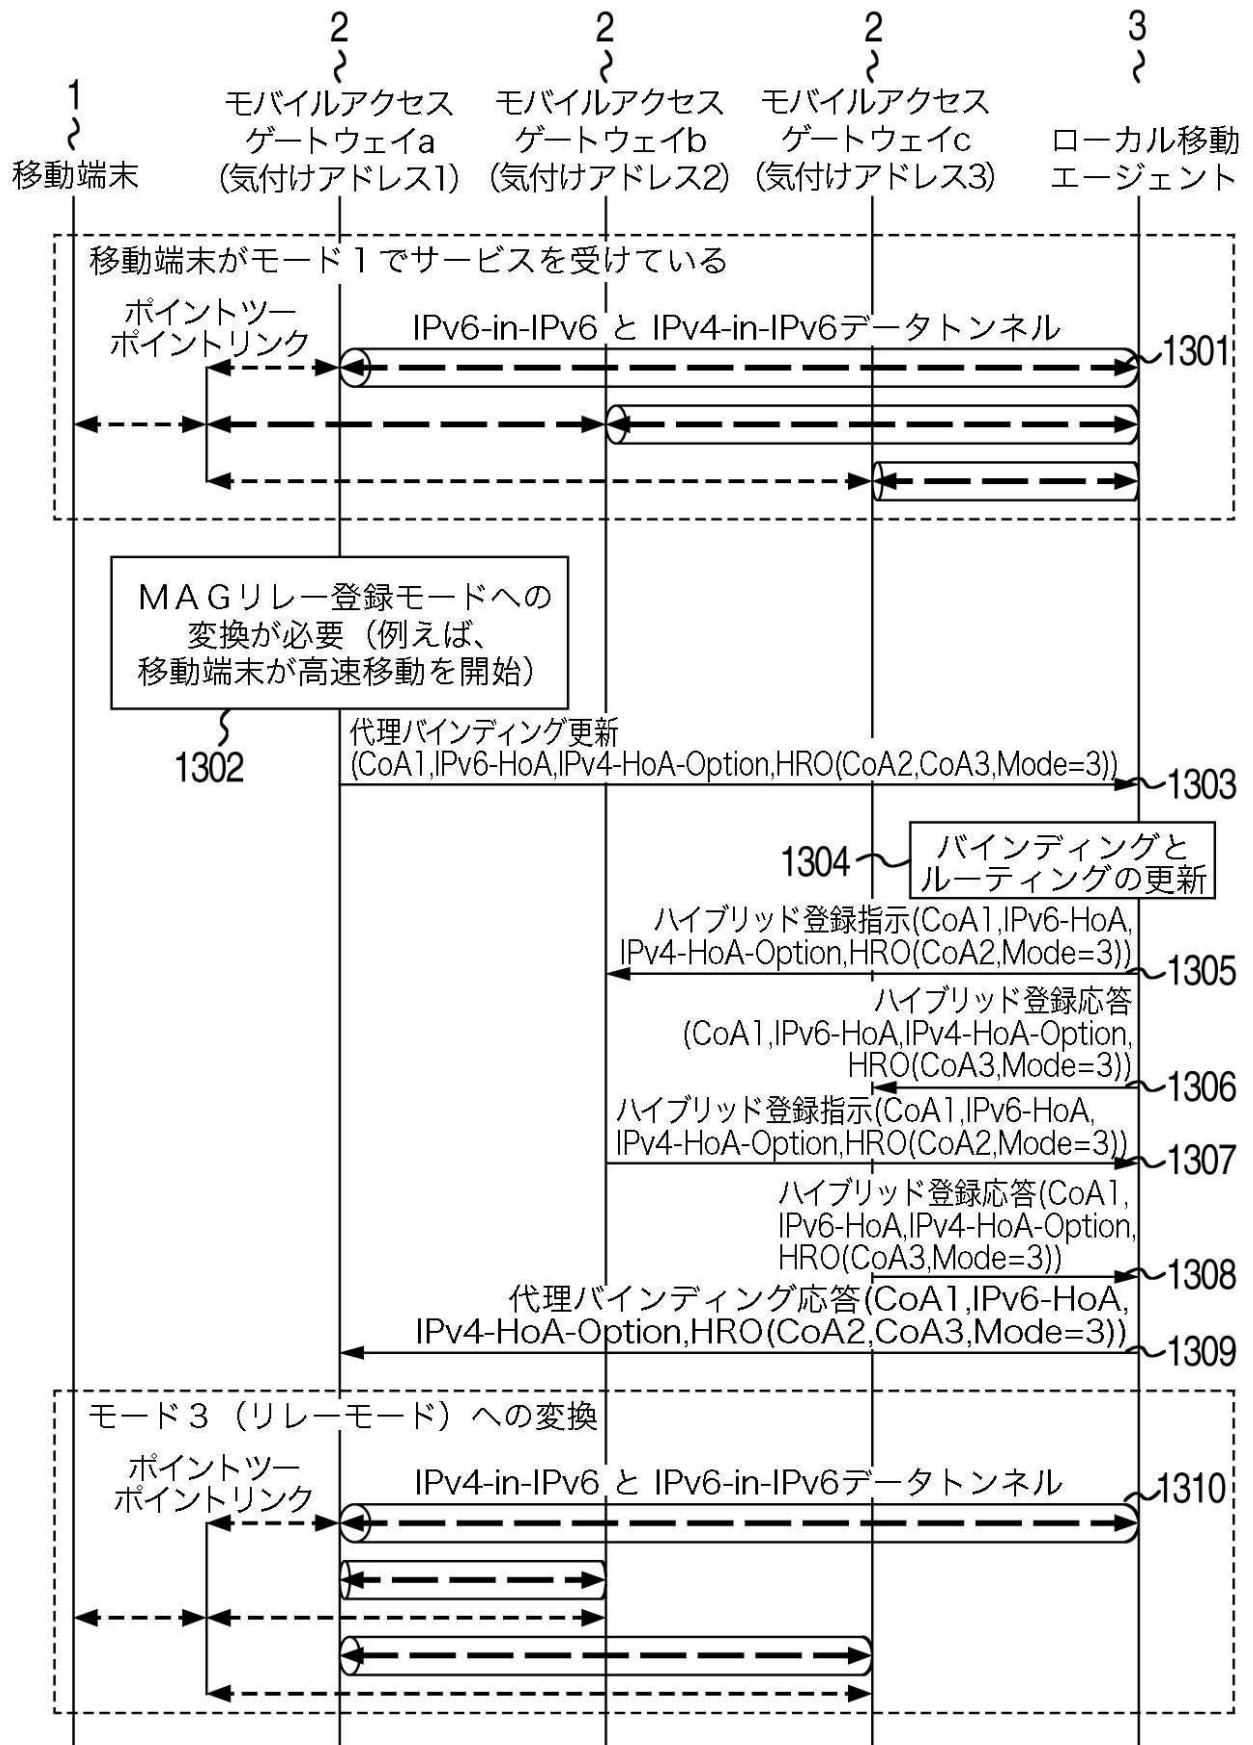 2
2
2
3
1
モバイルアクセス
ゲートウェイa
(気付けアドレス1)
モバイルアクセス
ゲートウェイb
(気付けアドレス2)
モバイルアクセス
ゲートウェイc
(気付けアドレス3)
ローカル移動
エージェント
移動端末
移動端末がモード１でサービスを受けている
ポイントツー
ポイントリンク
IPv6-in-IPv6 と IPv4-in-IPv6データトンネル
1301
ＭＡＧリレー登録モードへの
変換が必要（例えば、
移動端末が高速移動を開始）
1302
代理バインディング更新
(CoA1,IPv6-HoA,IPv4-HoA-Option,HRO(CoA2,CoA3,Mode=3))
1303
1304
バインディングと
ルーティングの更新
ハイブリッド登録指示(CoA1,IPv6-HoA,
IPv4-HoA-Option,HRO(CoA2,Mode=3))
1305
ハイブリッド登録応答
(CoA1,IPv6-HoA,IPv4-HoA-Option,
HRO(CoA3,Mode=3))
1306
ハイブリッド登録指示(CoA1,IPv6-HoA,
IPv4-HoA-Option,HRO(CoA2,Mode=3))
1307
ハイブリッド登録応答(CoA1,
IPv6-HoA,IPv4-HoA-Option,
HRO(CoA3,Mode=3))
1308
代理バインディング応答(CoA1,IPv6-HoA,
IPv4-HoA-Option,HRO(CoA2,CoA3,Mode=3))
1309
モード３（リレーモード）への変換
ポイントツー
ポイントリンク
IPv4-in-IPv6 と IPv6-in-IPv6データトンネル
1310